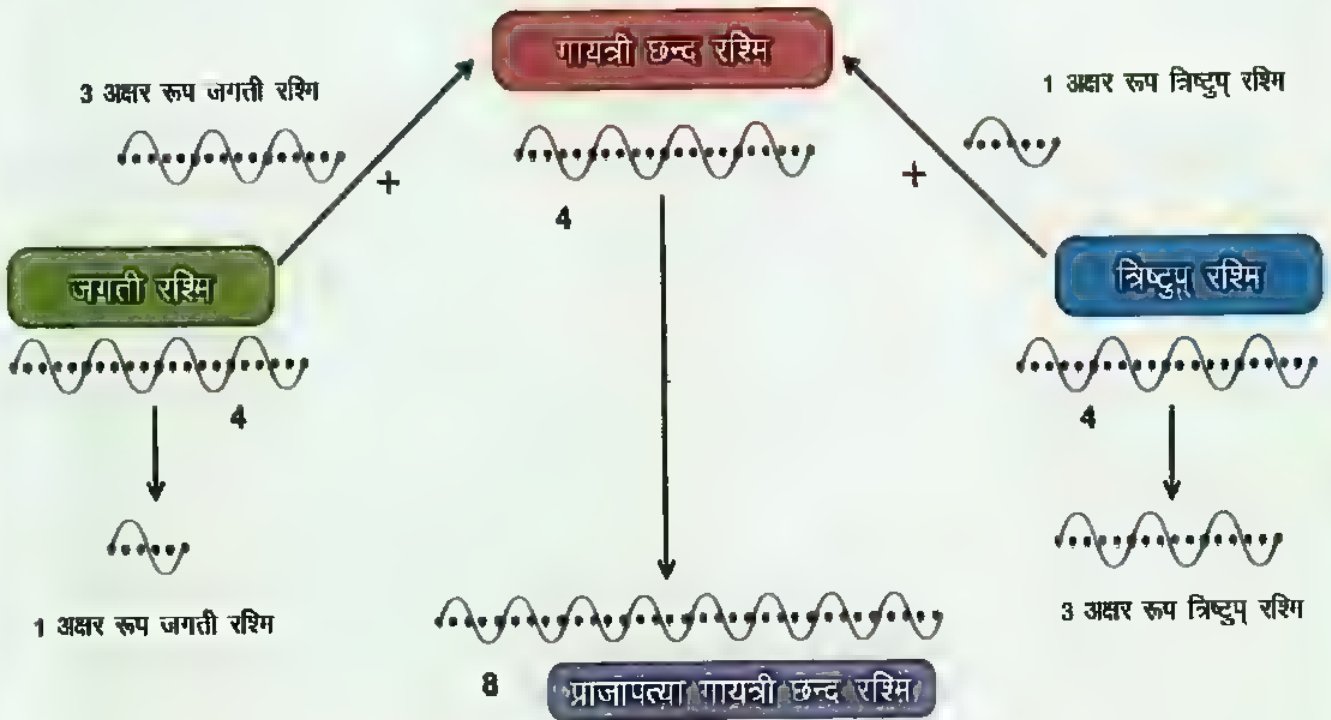 गायत्री छन्द रश्मि
3 अक्षर रूप जगती रश्मि
1 अक्षर रूप त्रिष्टुप् रश्मि
+
+
4
जगती रश्मि
त्रिष्टुप् रश्मि
4
4
1 अक्षर रूप जगती रश्मि
3 अक्षर रूप त्रिष्टुप् रश्मि
8
प्राजापत्या गायत्री छन्द रश्मि